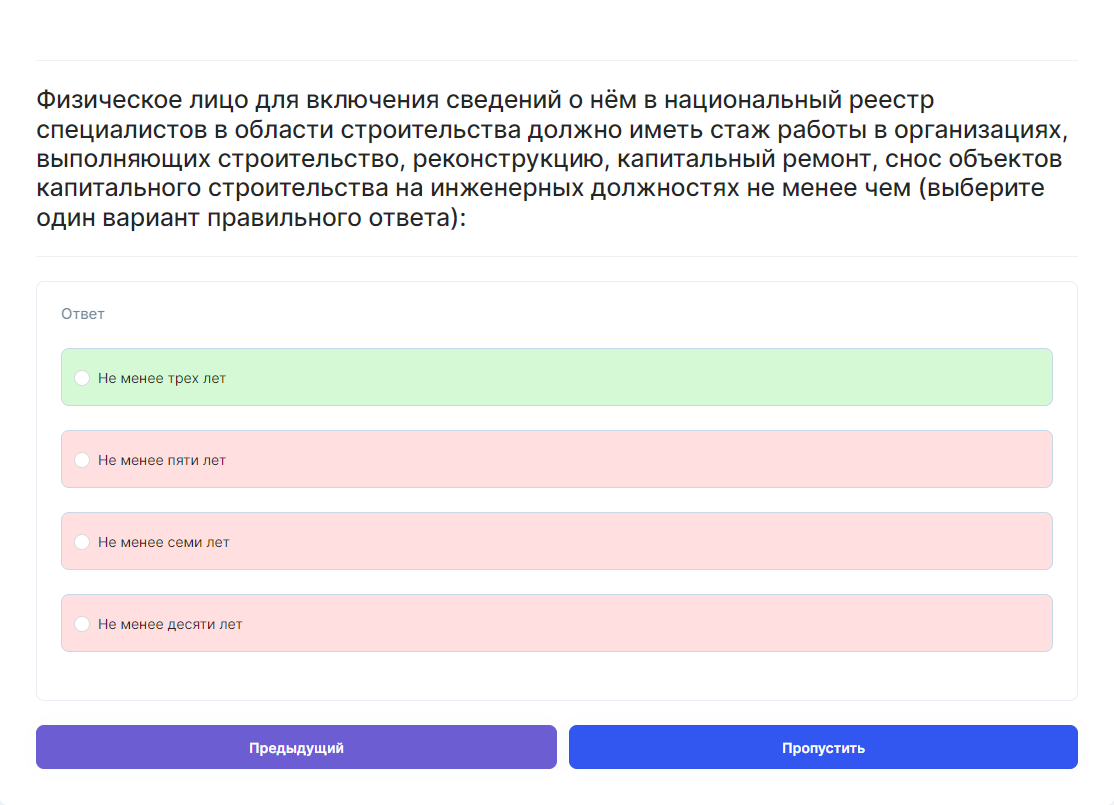 Физическое лицо для включения сведений о нём в национальный реестр
специалистов в области строительства должно иметь стаж работы в организациях,
выполняющих строительство, реконструкцию, капитальный ремонт, снос объектов
капитального строительства на инженерных должностях не менее чем (выберите
один вариант правильного ответа):
Ответ
Не менее трех лет
Не менее пяти лет
Не менее семи лет
Не менее десяти лет
Предыдущий
Пропустить